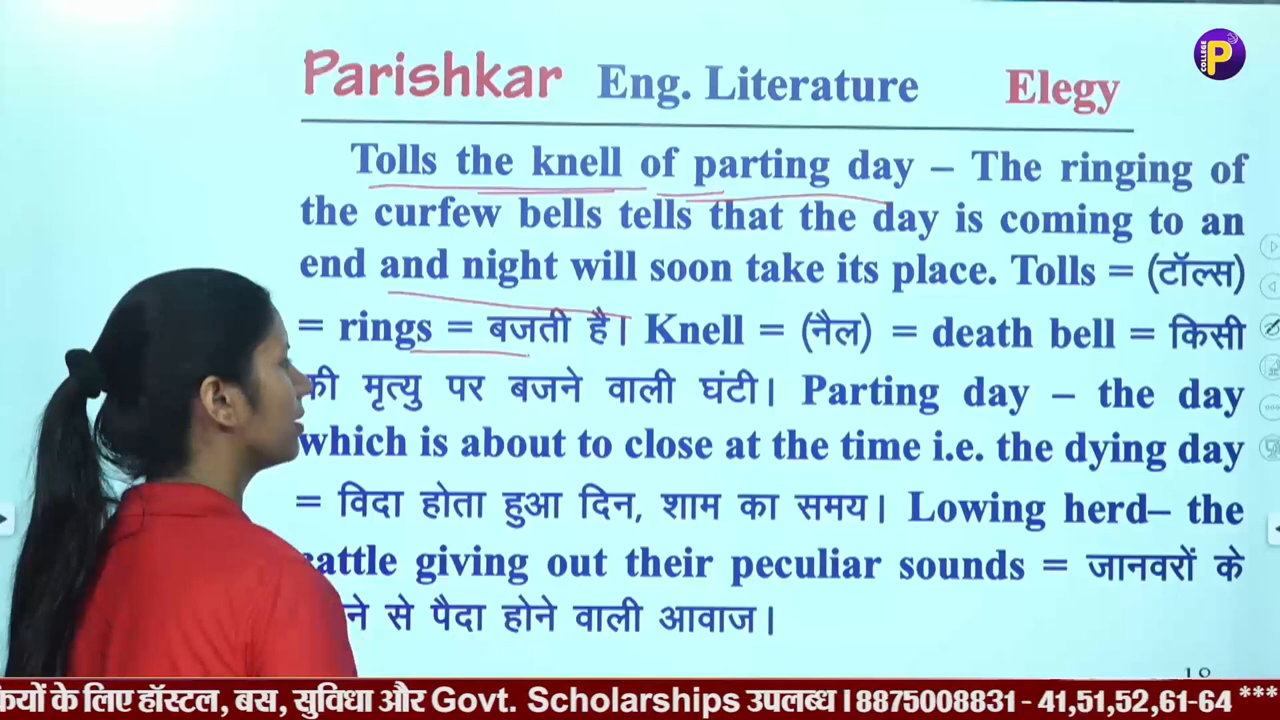 Parishkar Eng. Literature Elegy
COLLEGE P
Tolls the knell of parting day – The ringing of
the curfew bells tells that the day is coming to an
end and night will soon take its place. Tolls = (टॉल्स)
= rings = बजती है। Knell = (नैल) = death bell = किसी
की मृत्यु पर बजने वाली घंटी। Parting day – the day
which is about to close at the time i.e. the dying day
= विदा होता हुआ दिन, शाम का समय। Lowing herd– the
cattle giving out their peculiar sounds = जानवरों के
से पैदा होने वाली आवाज।
के लिए हॉस्टल, बस, सुविधा और Govt. Scholarships उपलब्ध । 8875008831 - 41,51,52,61-64 ***